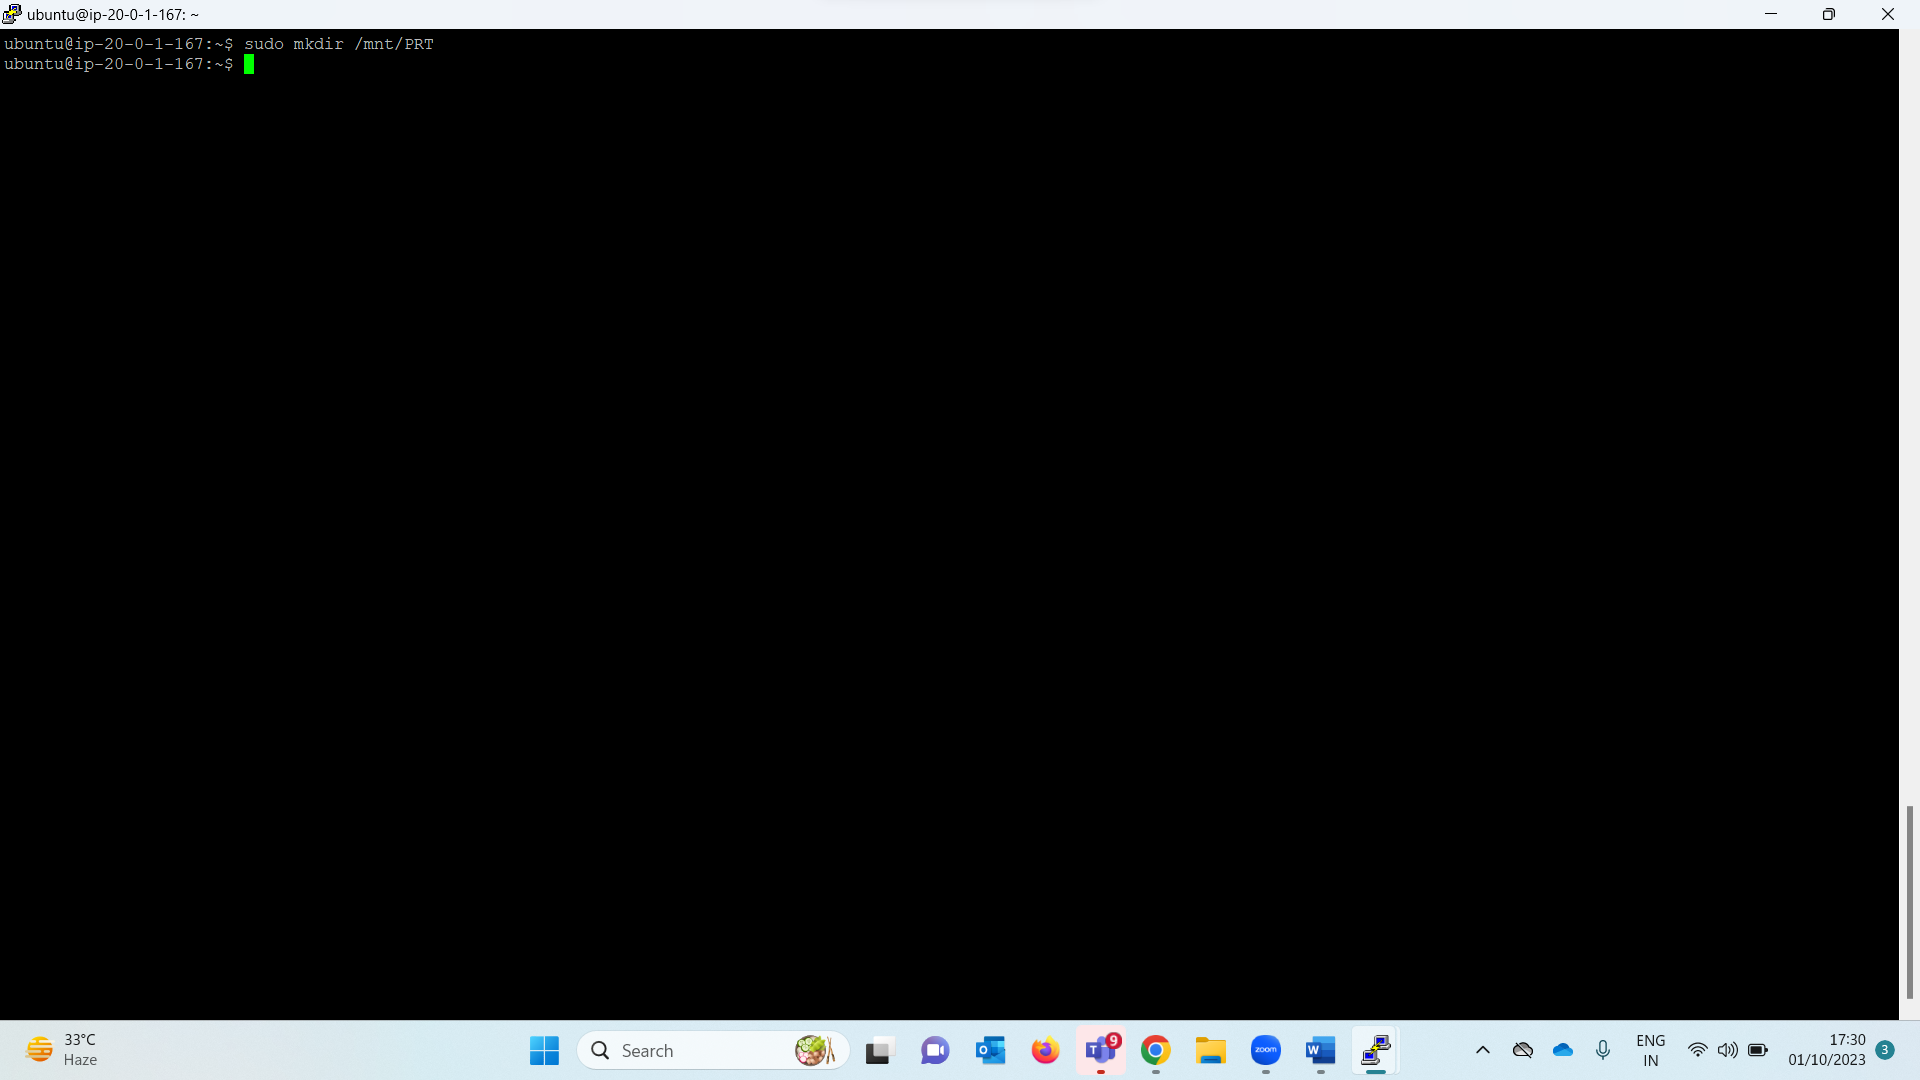 ubuntu@ip-20-0-1-167: ~
ubuntu@ip-20-0-1-167:~$ sudo mkdir /mnt/PRT
ubuntu@ip-20-0-1-167:~$
33°C
Haze
Search
9
zoom
ENG
IN
17:30
01/10/2023
3